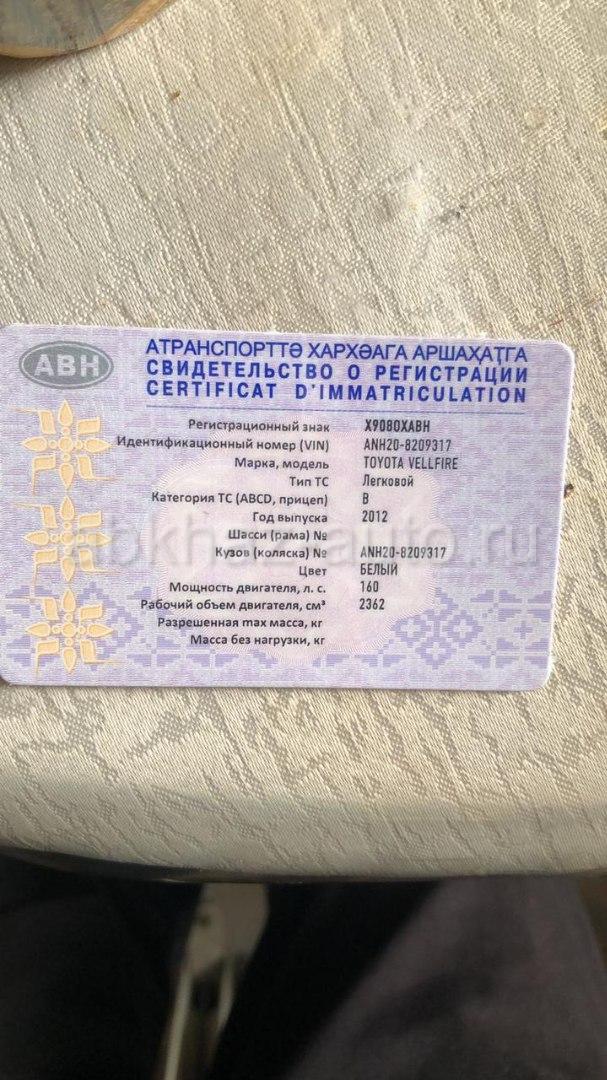 АВН
АТРАНСПОРТТӘ ХАРХӘАГА АРШАҲАҬГА
СВИДЕТЕЛЬСТВО О РЕГИСТРАЦИИ
CERTIFICAT D'IMMATRICULATION
Регистрационный знак X9080XABH
Идентификационный номер (VIN) ANH20-8209317
Марка, модель TOYOTA VELLFIRE
Тип ТС Легковой
Категория ТС (ABCD, прицеп) B
Год выпуска 2012
Шасси (рама) №
Кузов (коляска) № ANH20-8209317
Цвет БЕЛЫЙ
Мощность двигателя, л. с. 160
Рабочий объем двигателя, см³ 2362
Разрешенная max масса, кг
Масса без нагрузки, кг
abkhaz-auto.ru